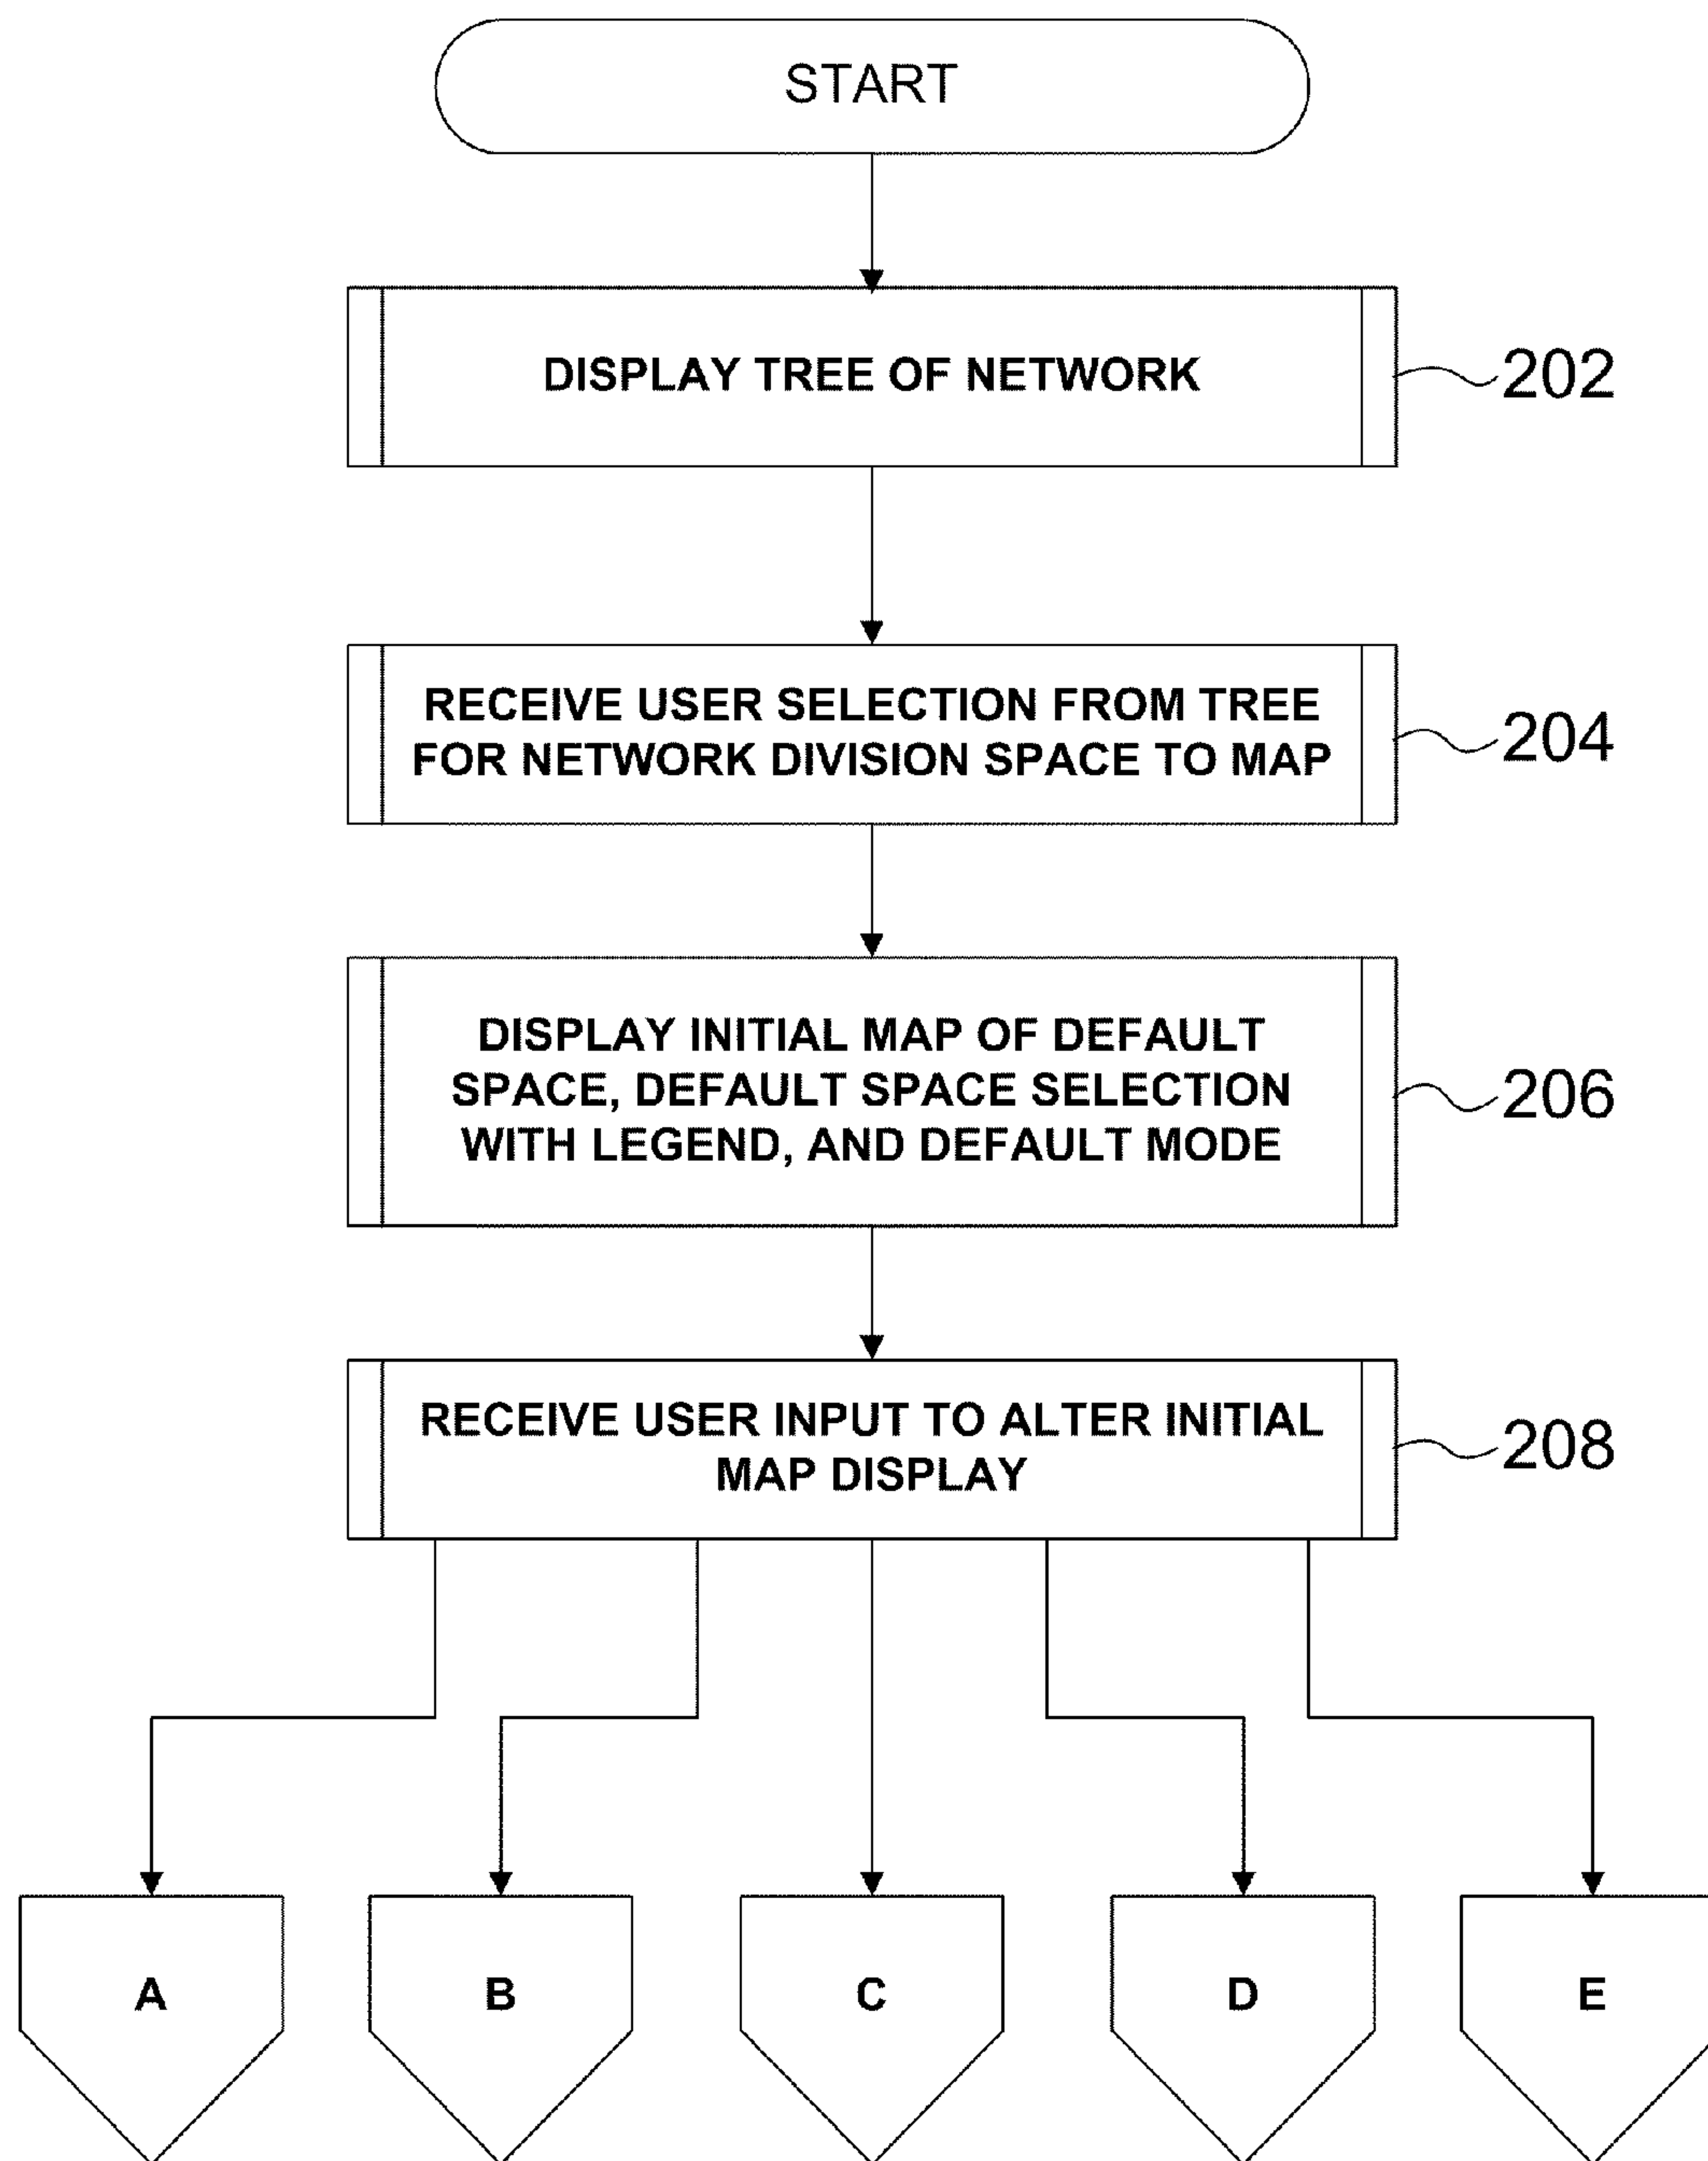 START
DISPLAY TREE OF NETWORK
202
RECEIVE USER SELECTION FROM TREE
FOR NETWORK DIVISION SPACE TO MAP
204
DISPLAY INITIAL MAP OF DEFAULT
SPACE, DEFAULT SPACE SELECTION
WITH LEGEND, AND DEFAULT MODE
206
RECEIVE USER INPUT TO ALTER INITIAL
MAP DISPLAY
208
A
B
C
D
E